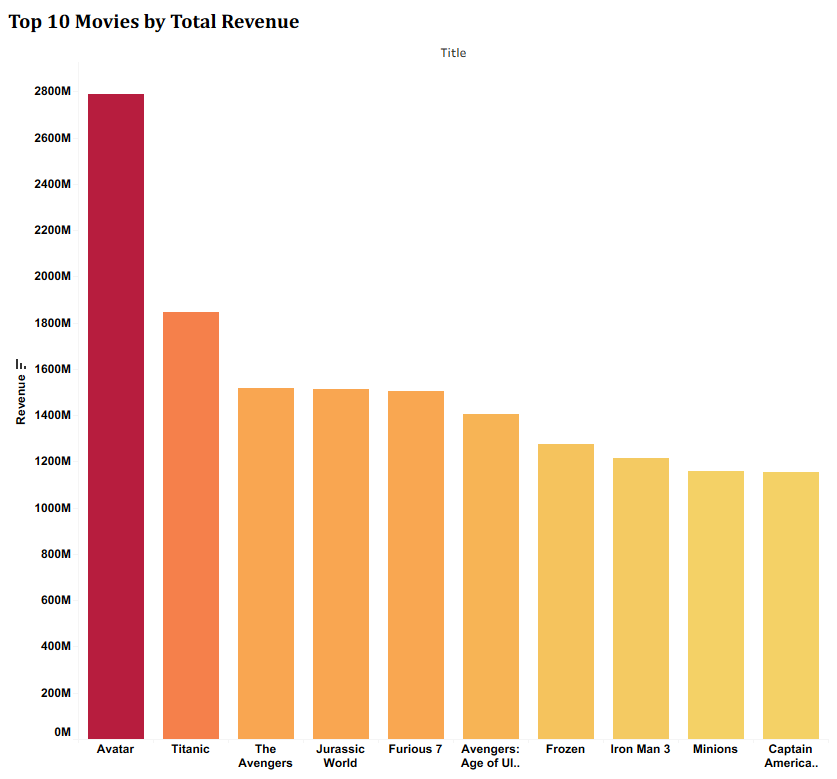 Top 10 Movies by Total Revenue
Title
2800M
2600M
2400M
2200M
2000M
1800M
1600M
1400M
1200M
1000M
800M
600M
400M
200M
0M
Revenue
Avatar
Titanic
The
Avengers
Jurassic
World
Furious 7
Avengers:
Age of Ul..
Frozen
Iron Man 3
Minions
Captain
America..